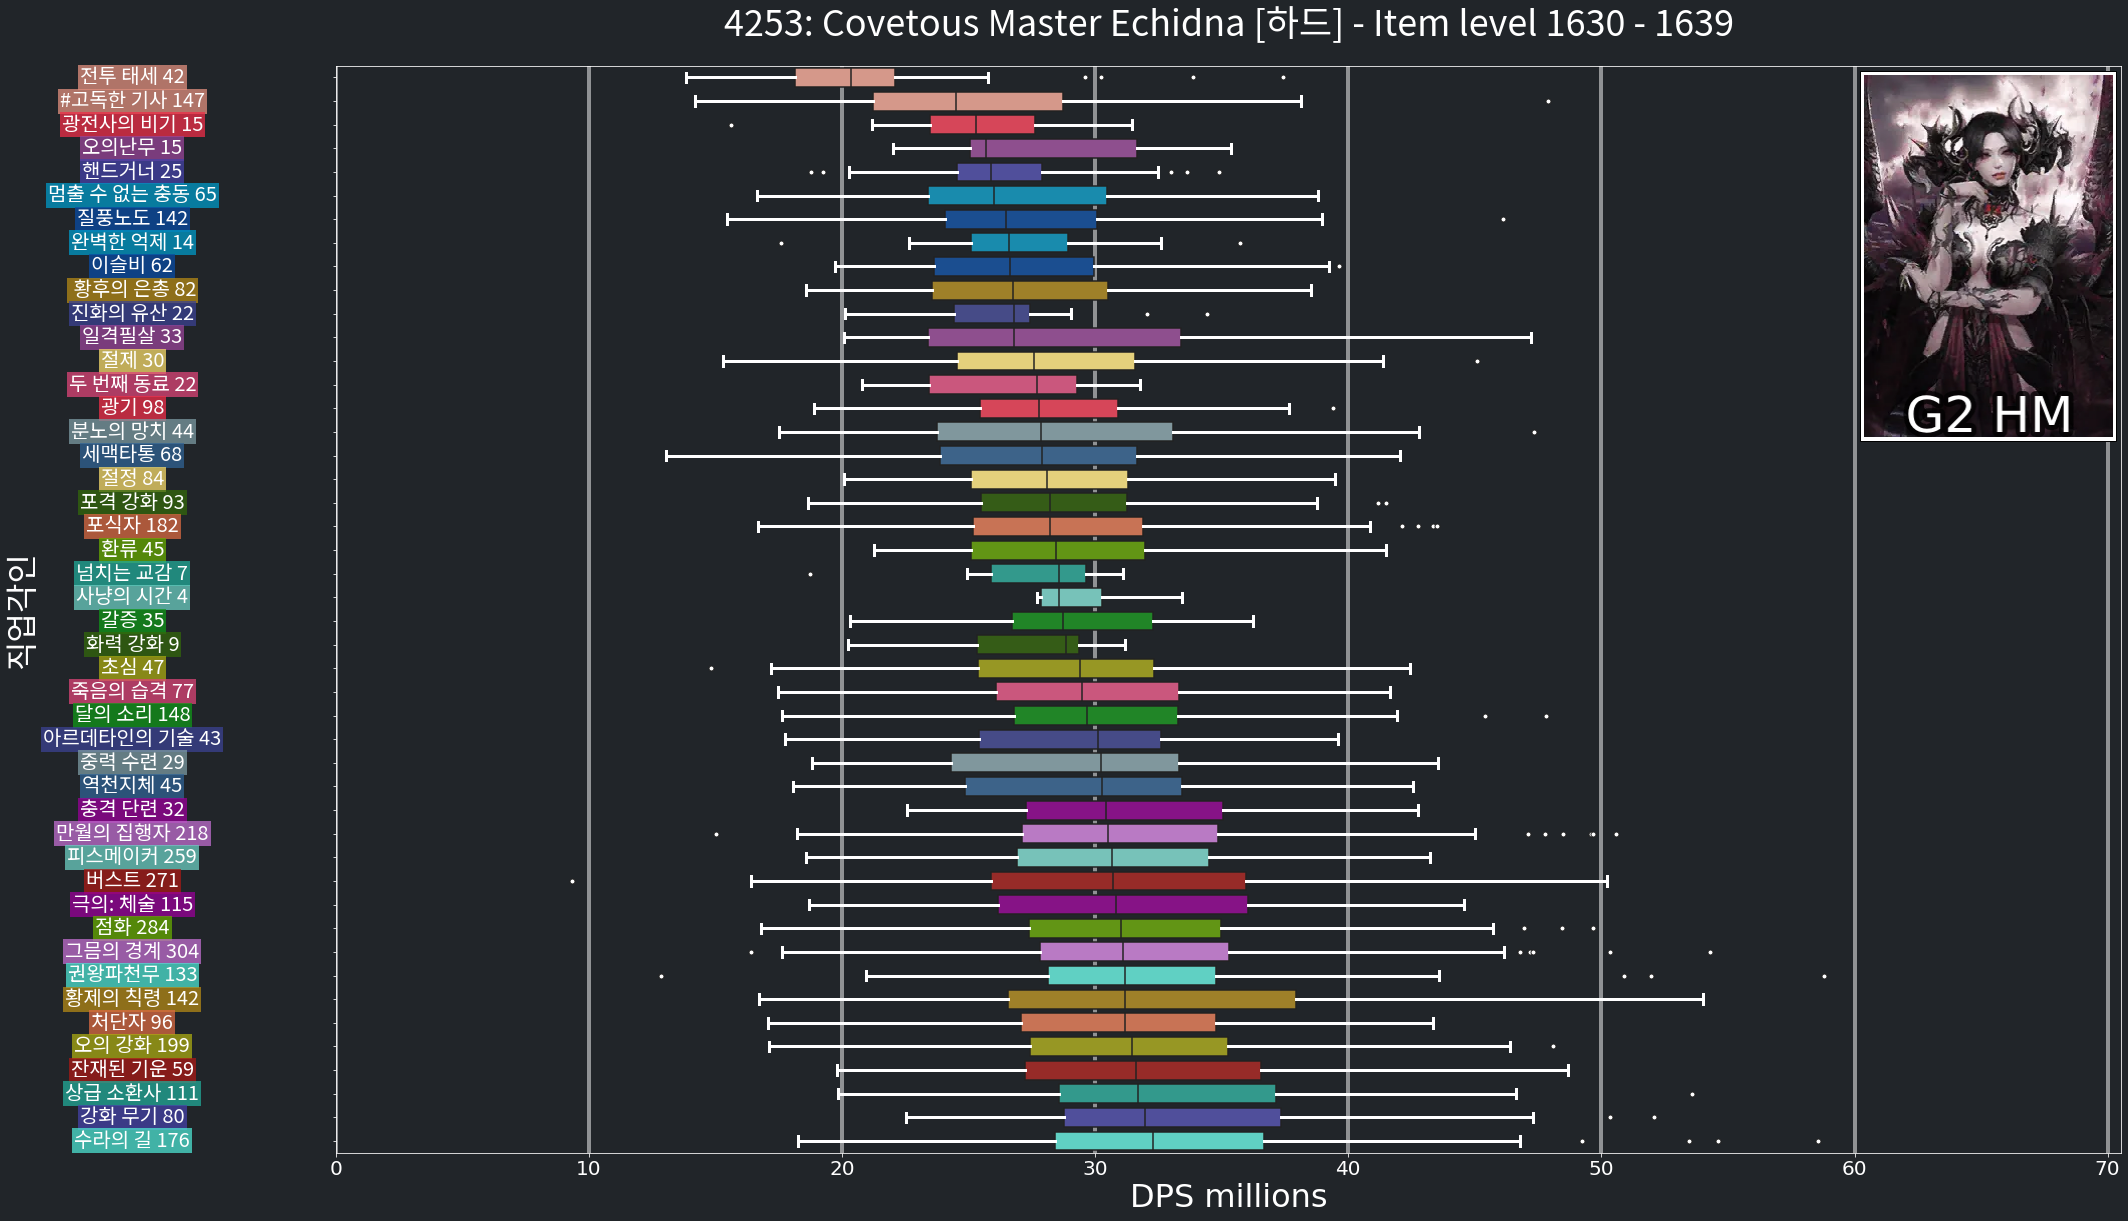 4253: Covetous Master Echidna [하드] - Item level 1630 - 1639
직업각인
전투 태세 42
#고독한 기사 147
광전사의 비기 15
오의난무 15
핸드거너 25
멈출 수 없는 충동 65
질풍노도 142
완벽한 억제 14
이슬비 62
황후의 은총 82
진화의 유산 22
일격필살 33
절제 30
두 번째 동료 22
광기 98
분노의 망치 44
세맥타통 68
절정 84
포격 강화 93
포식자 182
환류 45
넘치는 교감 7
사냥의 시간 4
갈증 35
화력 강화 9
초심 47
죽음의 습격 77
달의 소리 148
아르데타인의 기술 43
중력 수련 29
역천지체 45
충격 단련 32
만월의 집행자 218
피스메이커 259
버스트 271
극의: 체술 115
점화 284
그믐의 경계 304
권왕파천무 133
황제의 칙령 142
처단자 96
오의 강화 199
잔재된 기운 59
상급 소환사 111
강화 무기 80
수라의 길 176
G2 HM
0 10 20 30 40 50 60 70
DPS millions